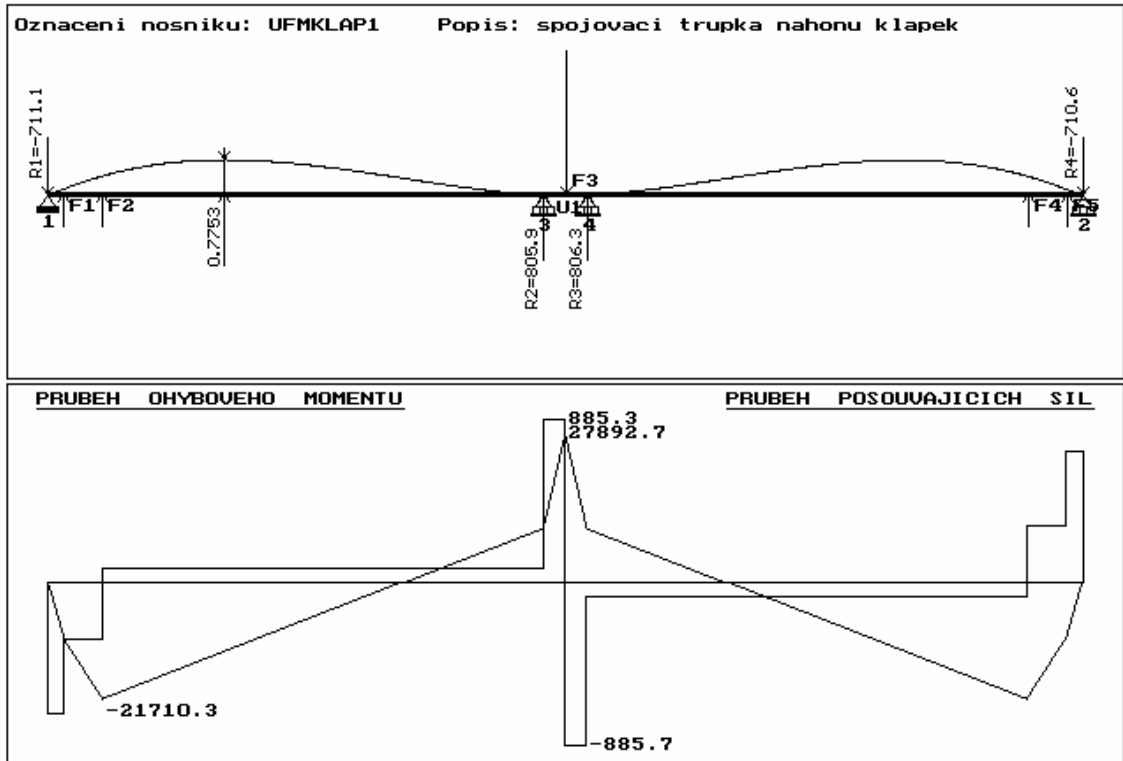 Oznaceni nosniku: UFMKLAP1 Popis: spojovaci trupka nahonu klapek
R1=-711.1
R4=-710.6
F3
F1 F2 U1 F4 F5
1 3 4 2
0.7753
R2=805.9
R3=806.3
PRUBEH OHYBOVEHO MOMENTU PRUBEH POSOUVAJICICH SIL
885.3
27892.7
-21710.3
-885.7